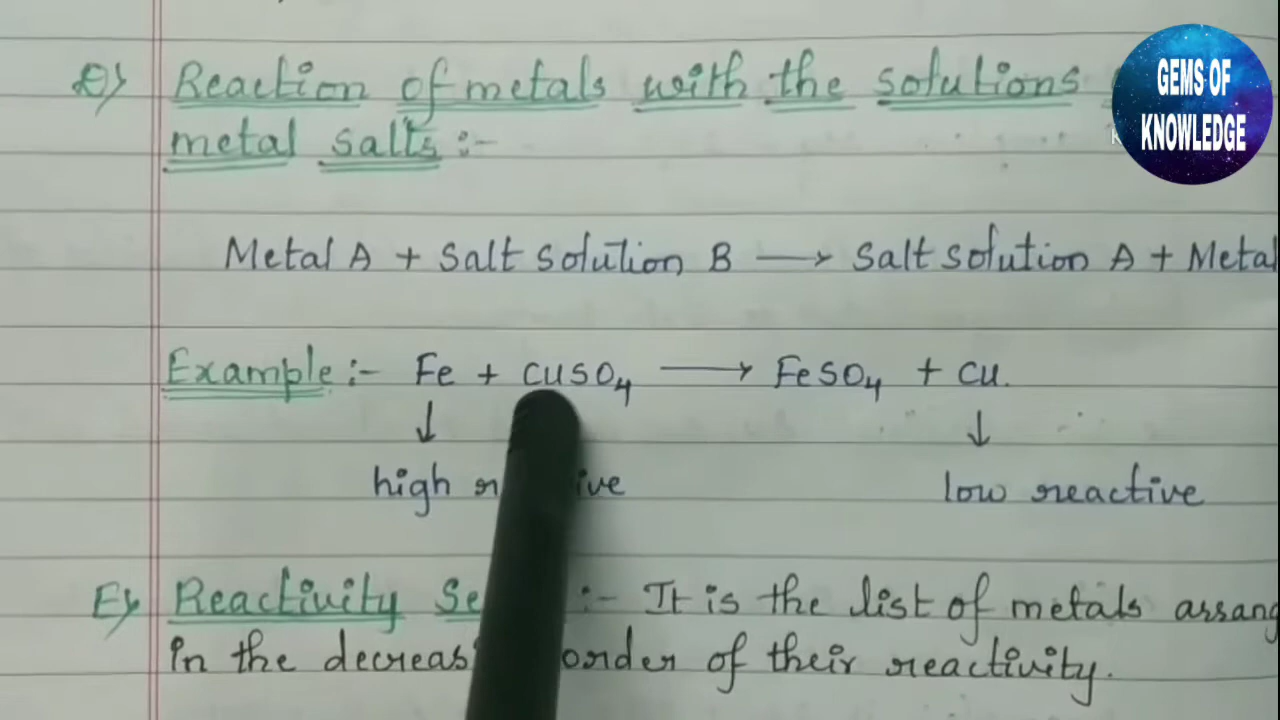 D) Reaction of metals with the solutions
metal salts :-
GEMS OF
KNOWLEDGE
Metal A + Salt solution B → Salt solution A + Metal
Example :- Fe + CuSO4 → FeSO4 + Cu.
↓ ↓
high low reactive
E) Reactivity :- It is the list of metals
in the order of their reactivity.